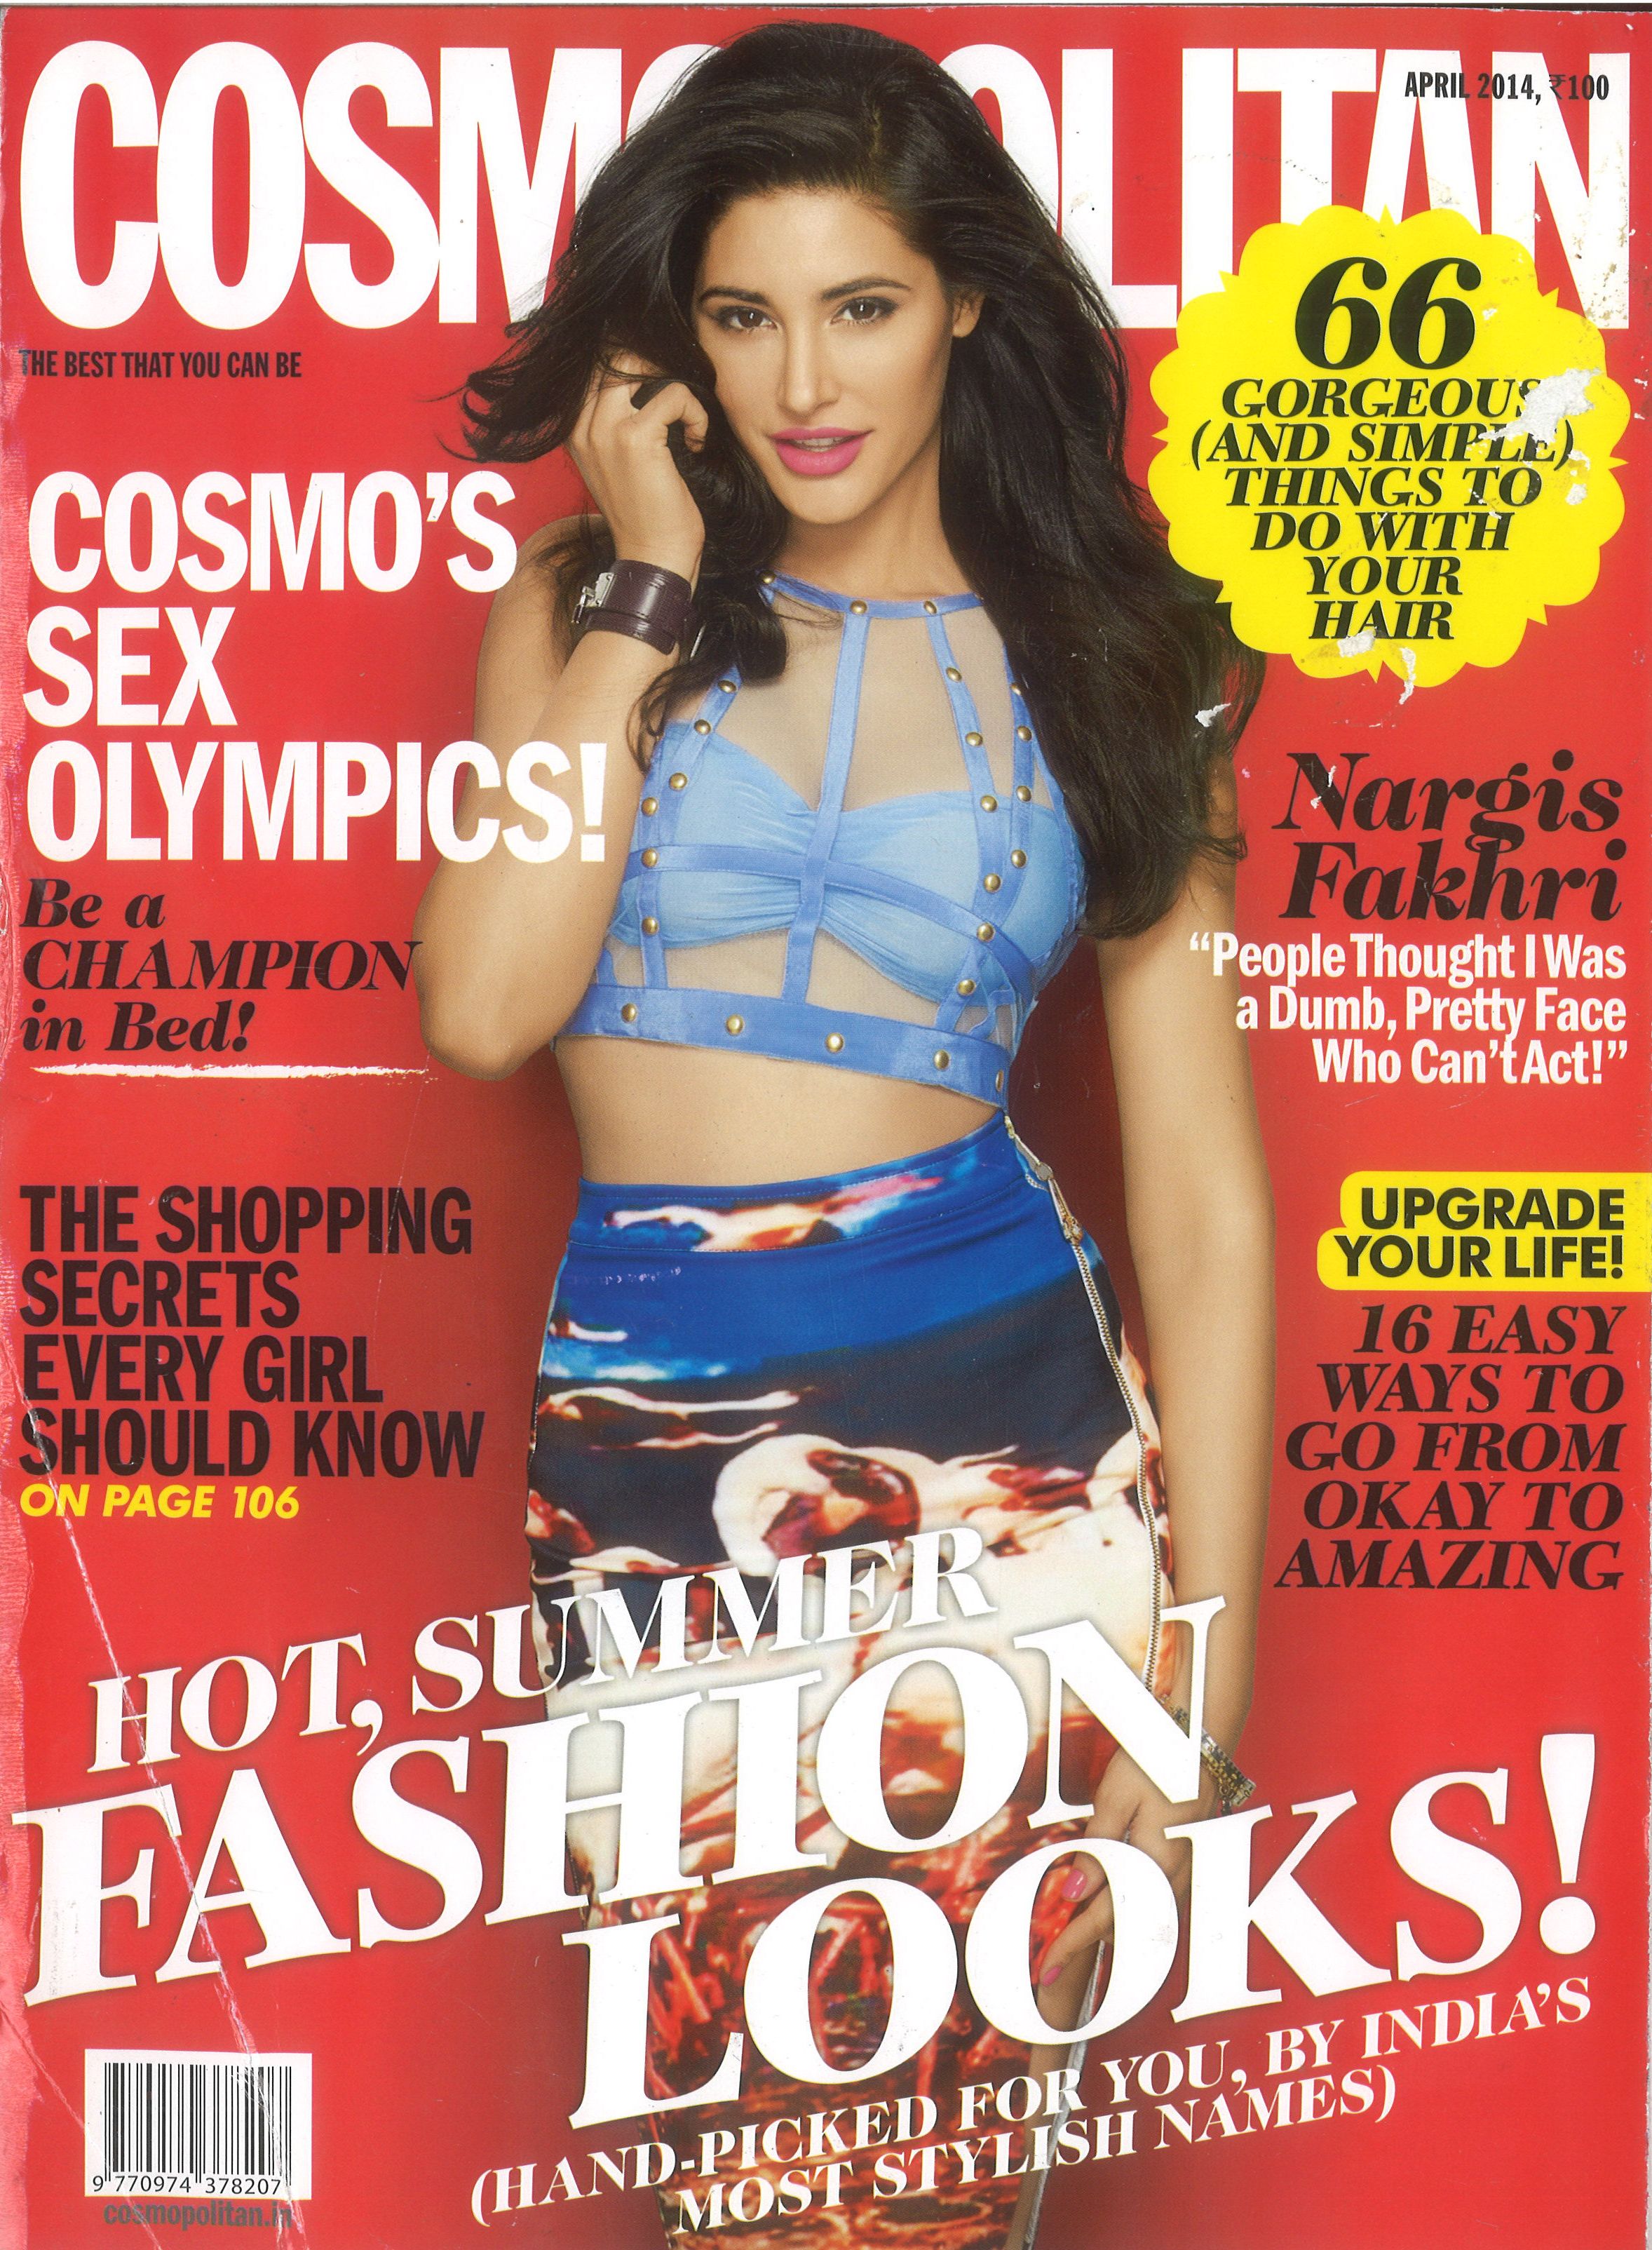 COSMOPOLITAN
APRIL 2014, ₹100
THE BEST THAT YOU CAN BE
66
GORGEOUS
(AND SIMPLE)
THINGS TO
DO WITH
YOUR
HAIR
COSMO'S
SEX
OLYMPICS!
Be a
CHAMPION
in Bed!
Nargis
Fakhri
“People Thought I Was
a Dumb, Pretty Face
Who Can't Act!”
THE SHOPPING
SECRETS
EVERY GIRL
SHOULD KNOW
ON PAGE 106
UPGRADE
YOUR LIFE!
16 EASY
WAYS TO
GO FROM
OKAY TO
AMAZING
HOT, SUMMER
FASHION
LOOKS!
(HAND-PICKED FOR YOU, BY INDIA'S
MOST STYLISH NAMES)
9 770974 378207
cosmopolitan.in